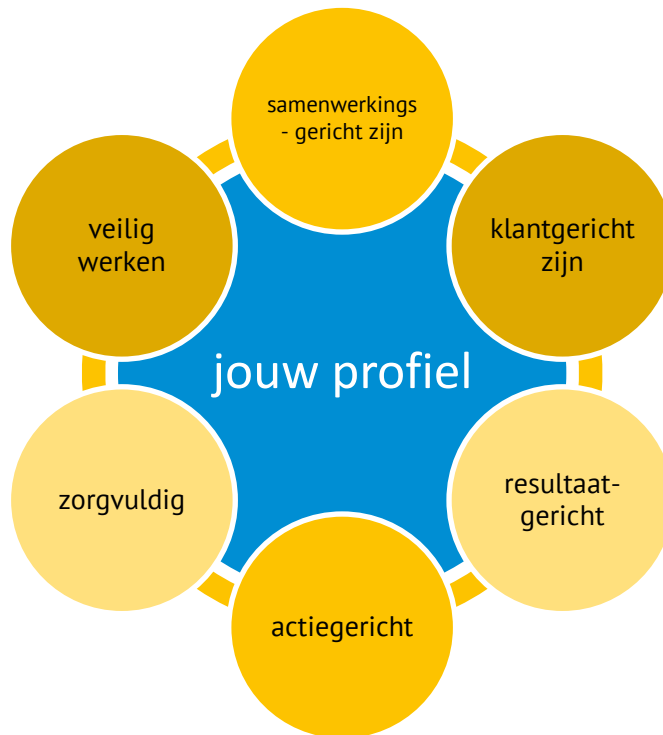 samenwerkings
- gericht zijn
veilig
werken
klantgericht
zijn
jouw profiel
zorgvuldig
resultaat-
gericht
actiegericht